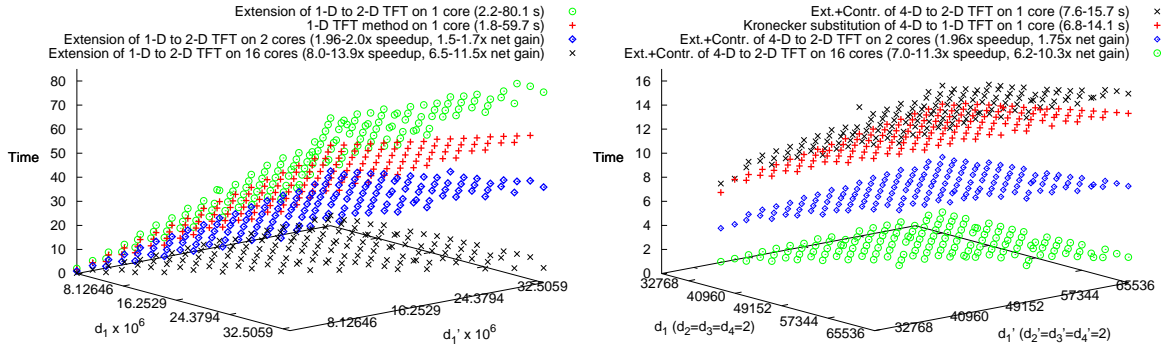 Extension of 1-D to 2-D TFT on 1 core (2.2-80.1 s)
1-D TFT method on 1 core (1.8-59.7 s)
Extension of 1-D to 2-D TFT on 2 cores (1.96-2.0x speedup, 1.5-1.7x net gain)
Extension of 1-D to 2-D TFT on 16 cores (8.0-13.9x speedup, 6.5-11.5x net gain)
80
70
60
50
40
30
20
10
0
Time
8.12646
16.2529
24.3794
32.5059
d1 x 10^6
8.12646
16.2529
24.3794
32.5059
d1' x 10^6
Ext.+Contr. of 4-D to 2-D TFT on 1 core (7.6-15.7 s)
Kronecker substitution of 4-D to 1-D TFT on 1 core (6.8-14.1 s)
Ext.+Contr. of 4-D to 2-D TFT on 2 cores (1.96x speedup, 1.75x net gain)
Ext.+Contr. of 4-D to 2-D TFT on 16 cores (7.0-11.3x speedup, 6.2-10.3x net gain)
16
14
12
10
8
6
4
2
0
Time
32768
40960
49152
57344
65536
d1 (d2=d3=d4=2)
32768
40960
49152
57344
65536
d1' (d2'=d3'=d4'=2)